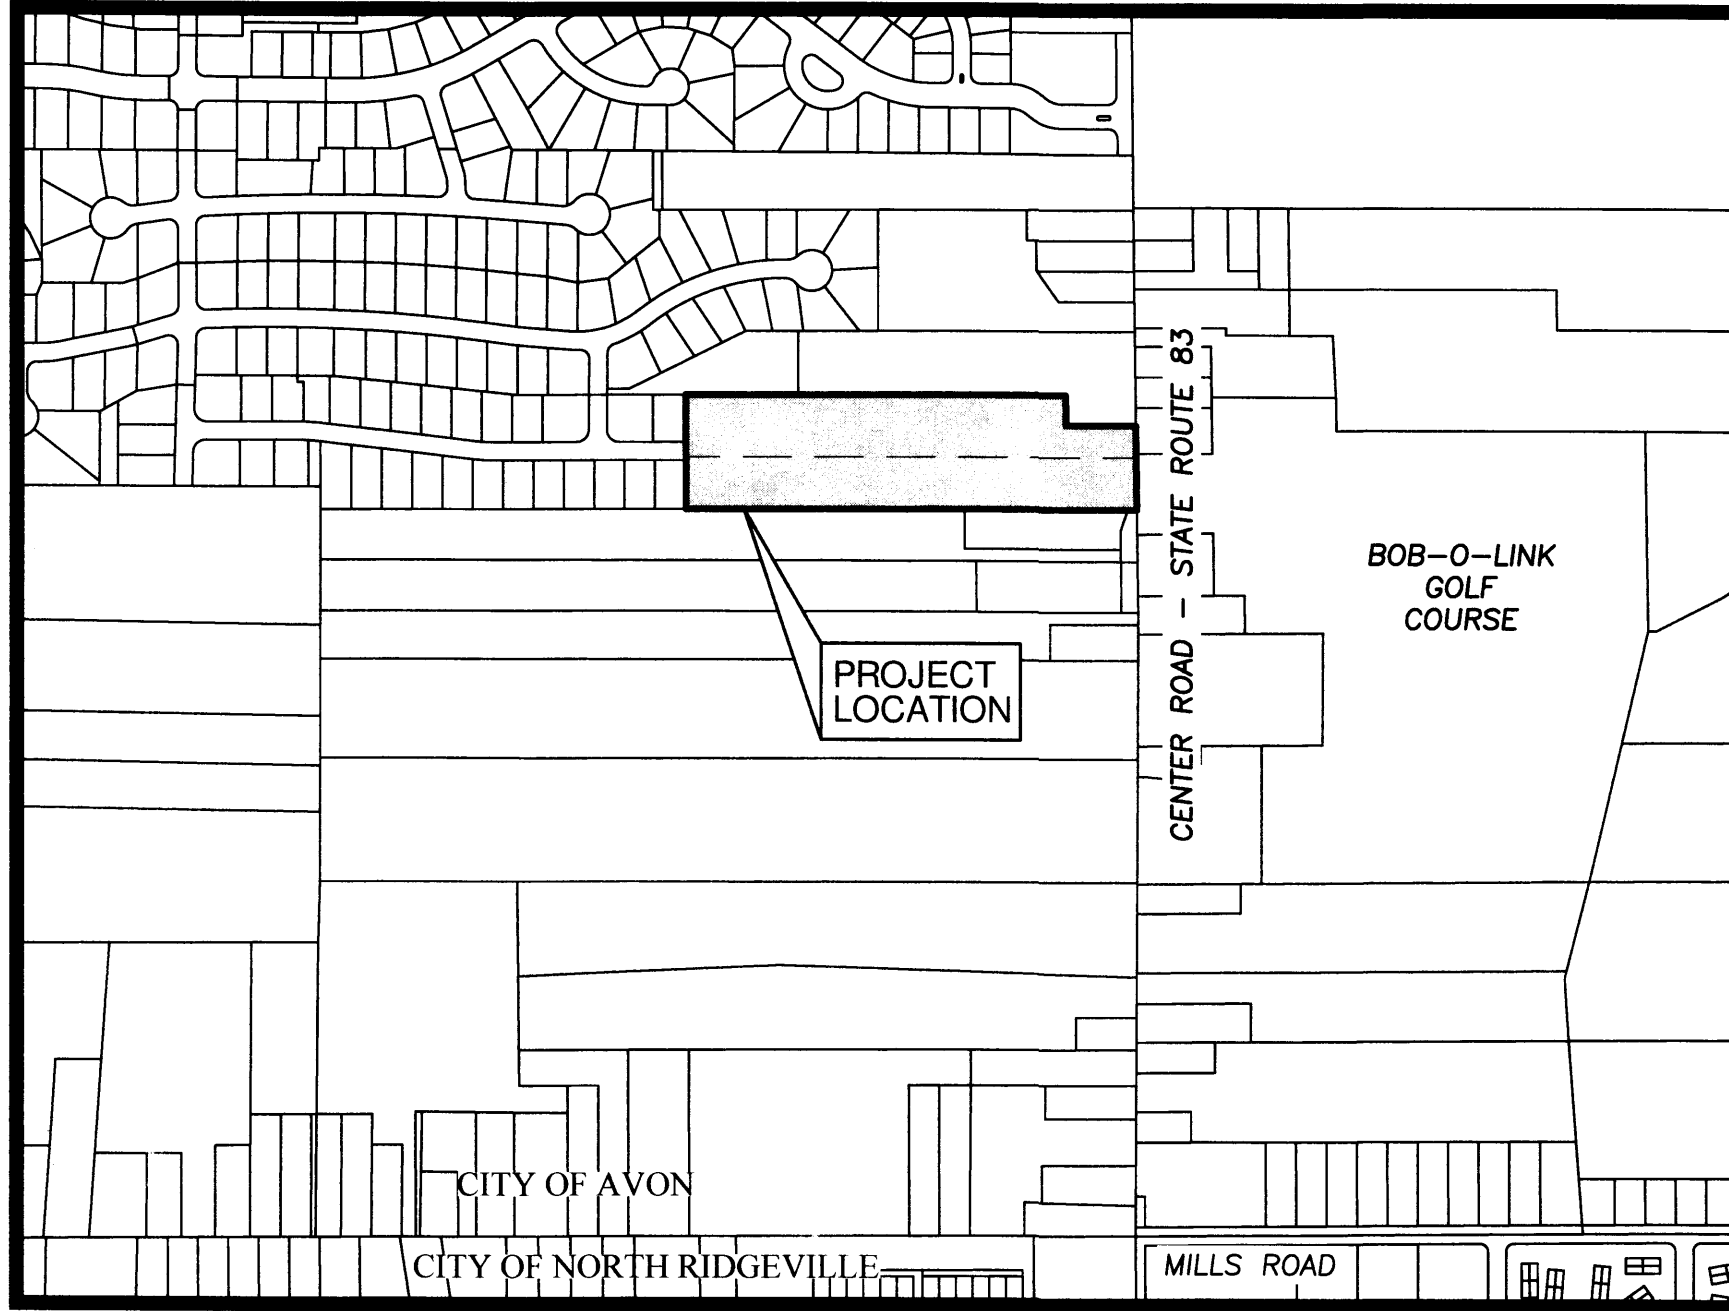 CENTER ROAD - STATE ROUTE 83
BOB-O-LINK
GOLF
COURSE
PROJECT
LOCATION
CITY OF AVON
CITY OF NORTH RIDGEVILLE
MILLS ROAD